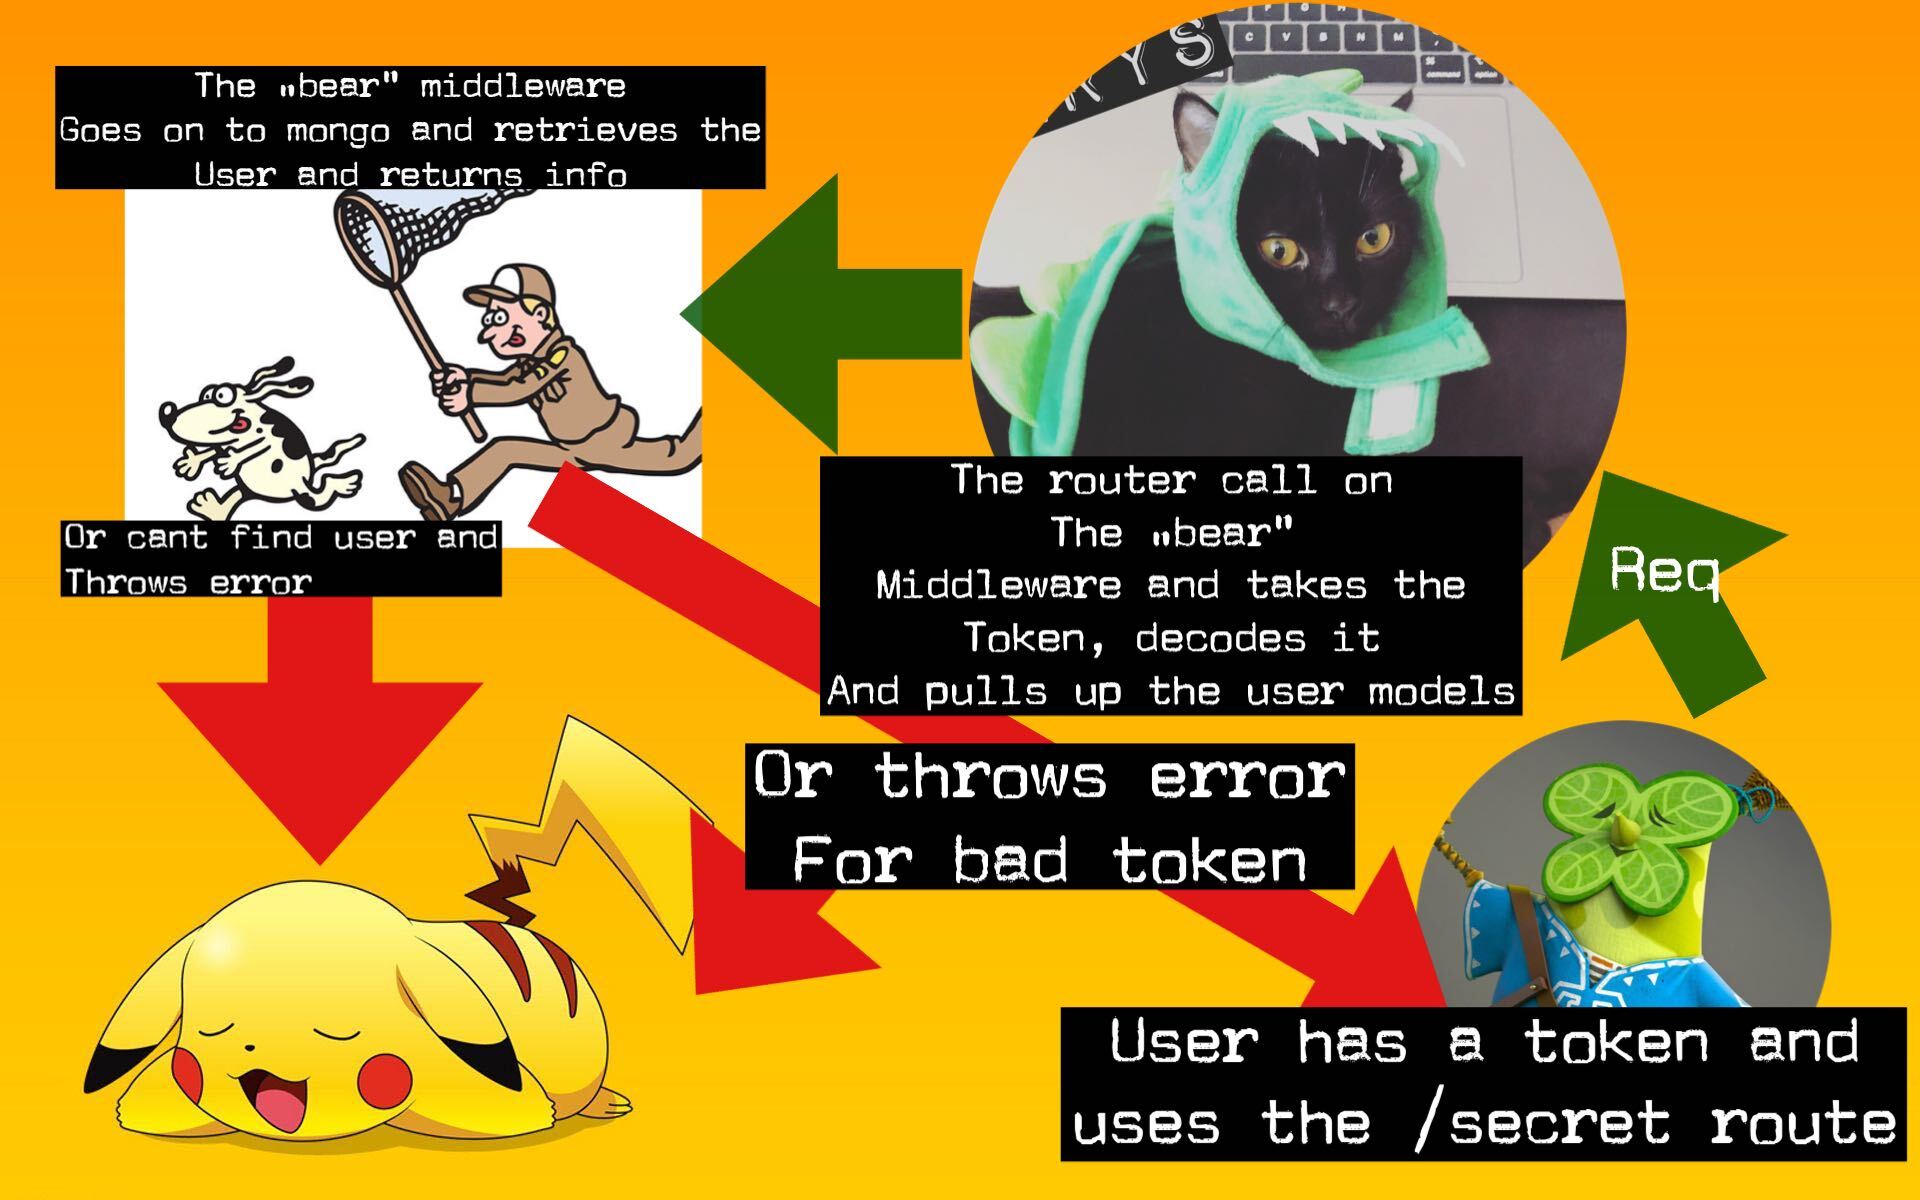 The „bear" middleware
Goes on to mongo and retrieves the
User and returns info
Or cant find user and
Throws error
The router call on
The „bear"
Middleware and takes the
Token, decodes it
And pulls up the user models
Req
Or throws error
For bad token
User has a token and
uses the /secret route
C V B N M
command option